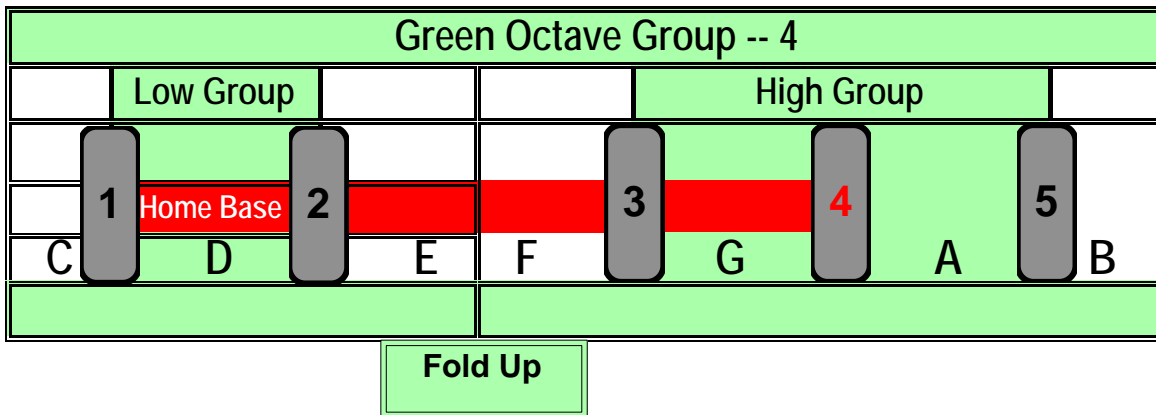 Green Octave Group -- 4
Low Group High Group
1 Home Base 2 3 4 5
C D E F G A B
Fold Up